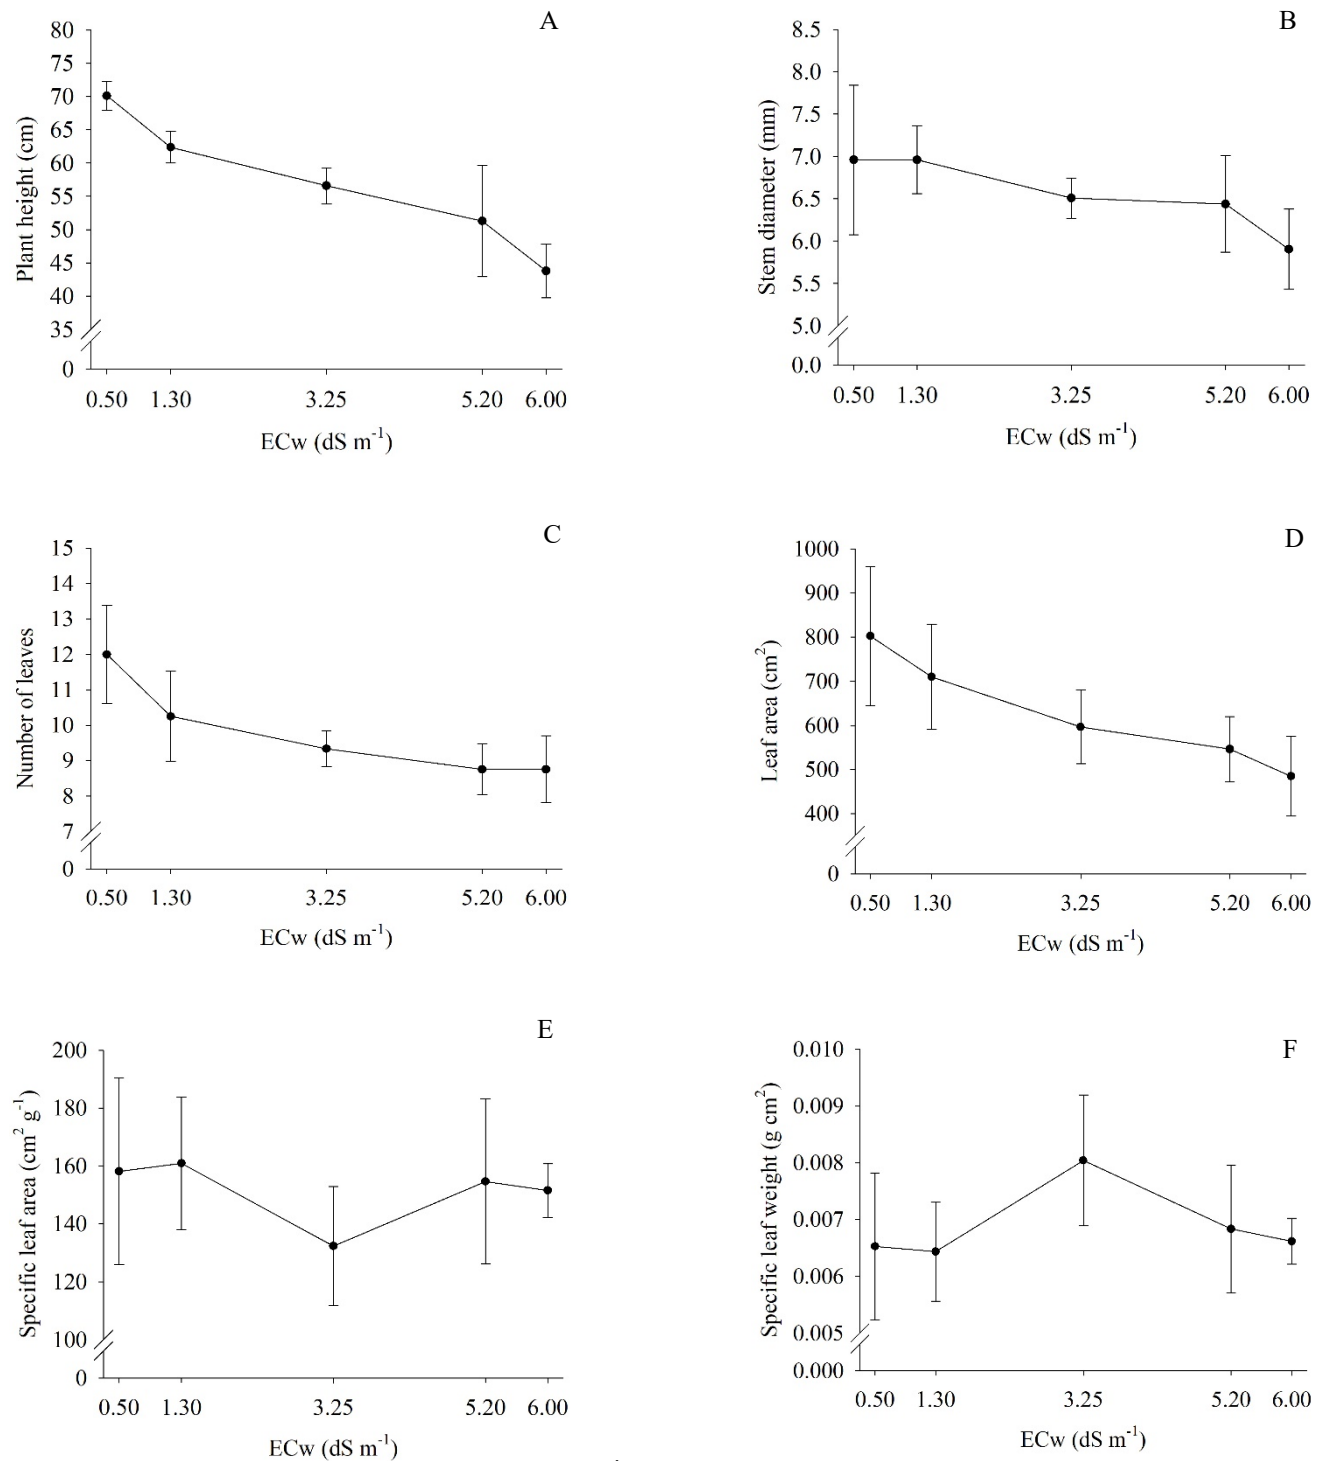 A
80
75
70
65
60
55
50
45
40
35
0
Plant height (cm)
0.50 1.30 3.25 5.20 6.00
ECw (dS m⁻¹)
B
8.5
8.0
7.5
7.0
6.5
6.0
5.5
5.0
0.0
Stem diameter (mm)
0.50 1.30 3.25 5.20 6.00
ECw (dS m⁻¹)
C
15
14
13
12
11
10
9
8
7
0
Number of leaves
0.50 1.30 3.25 5.20 6.00
ECw (dS m⁻¹)
D
1000
900
800
700
600
500
400
0
Leaf area (cm²)
0.50 1.30 3.25 5.20 6.00
ECw (dS m⁻¹)
E
200
180
160
140
120
100
0
Specific leaf area (cm² g⁻¹)
0.50 1.30 3.25 5.20 6.00
ECw (dS m⁻¹)
F
0.010
0.009
0.008
0.007
0.006
0.005
0.000
Specific leaf weight (g cm²)
0.50 1.30 3.25 5.20 6.00
ECw (dS m⁻¹)